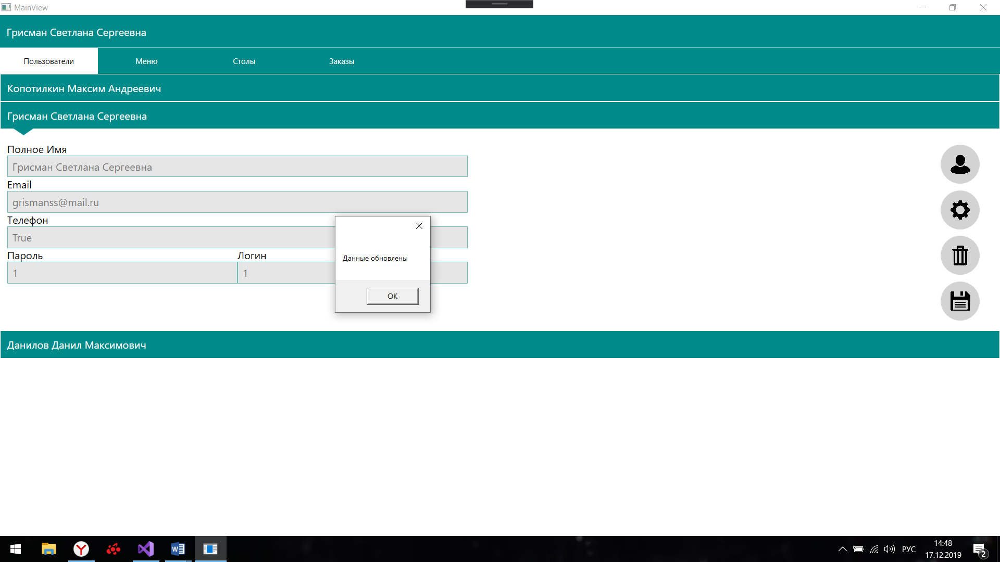 MainView
Грисман Светлана Сергеевна
Пользователи Меню Столы Заказы
Копотилкин Максим Андреевич
Грисман Светлана Сергеевна
Полное Имя
Грисман Светлана Сергеевна
Email
grismanss@mail.ru
Телефон
True
Пароль Логин
1 1
Данные обновлены
ОК
Данилов Данил Максимович
РУС
14:48
17.12.2019
2